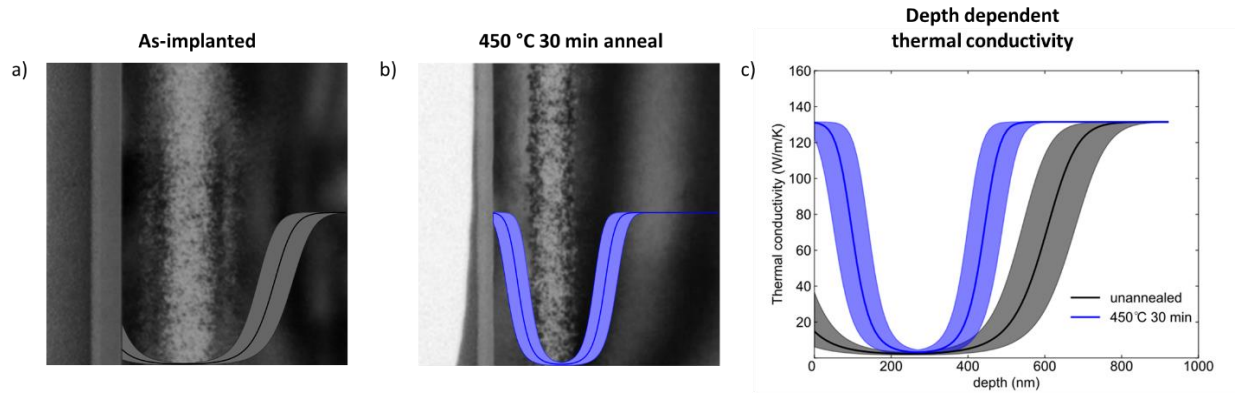 As-implanted
450 °C 30 min anneal
Depth dependent
thermal conductivity
a)
b)
c)
160
140
120
100
80
60
40
20
Thermal conductivity (W/m/K)
unannealed
450°C 30 min
0
200
400
600
800
1000
depth (nm)